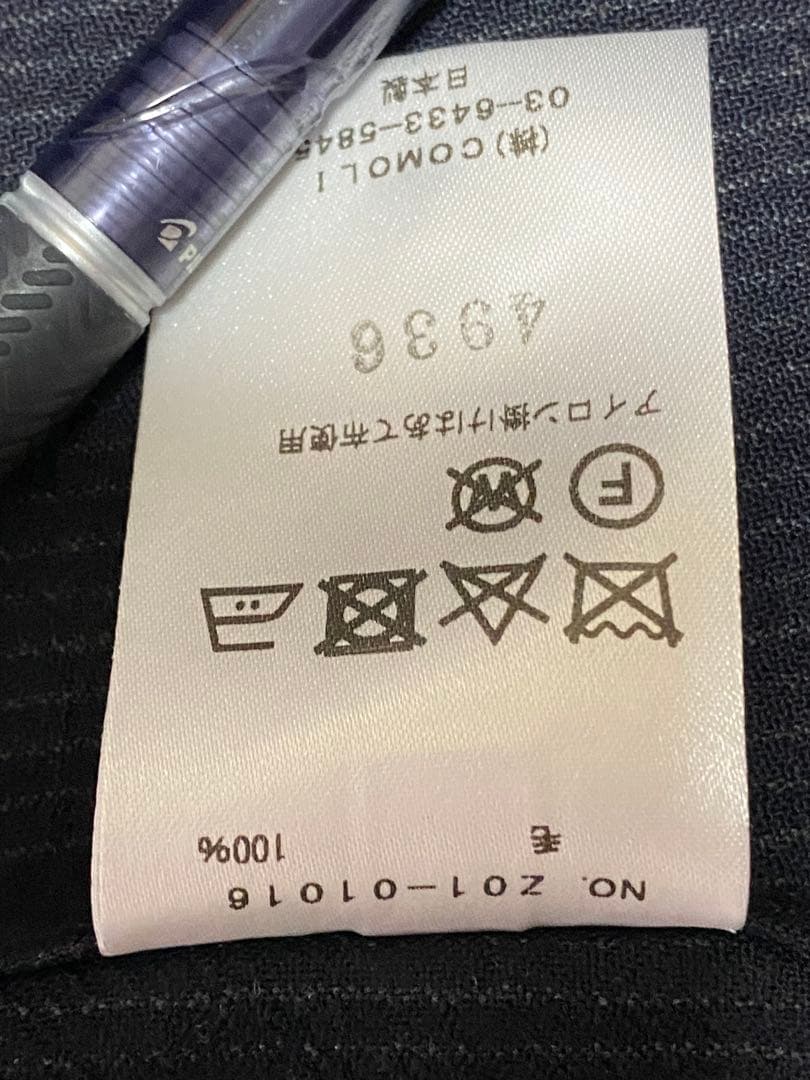 NO. Z01-01016
毛 100%
F W
アイロン掛けはあて布使用
4936
(株)COMOLI
03-6433-5845
日本製